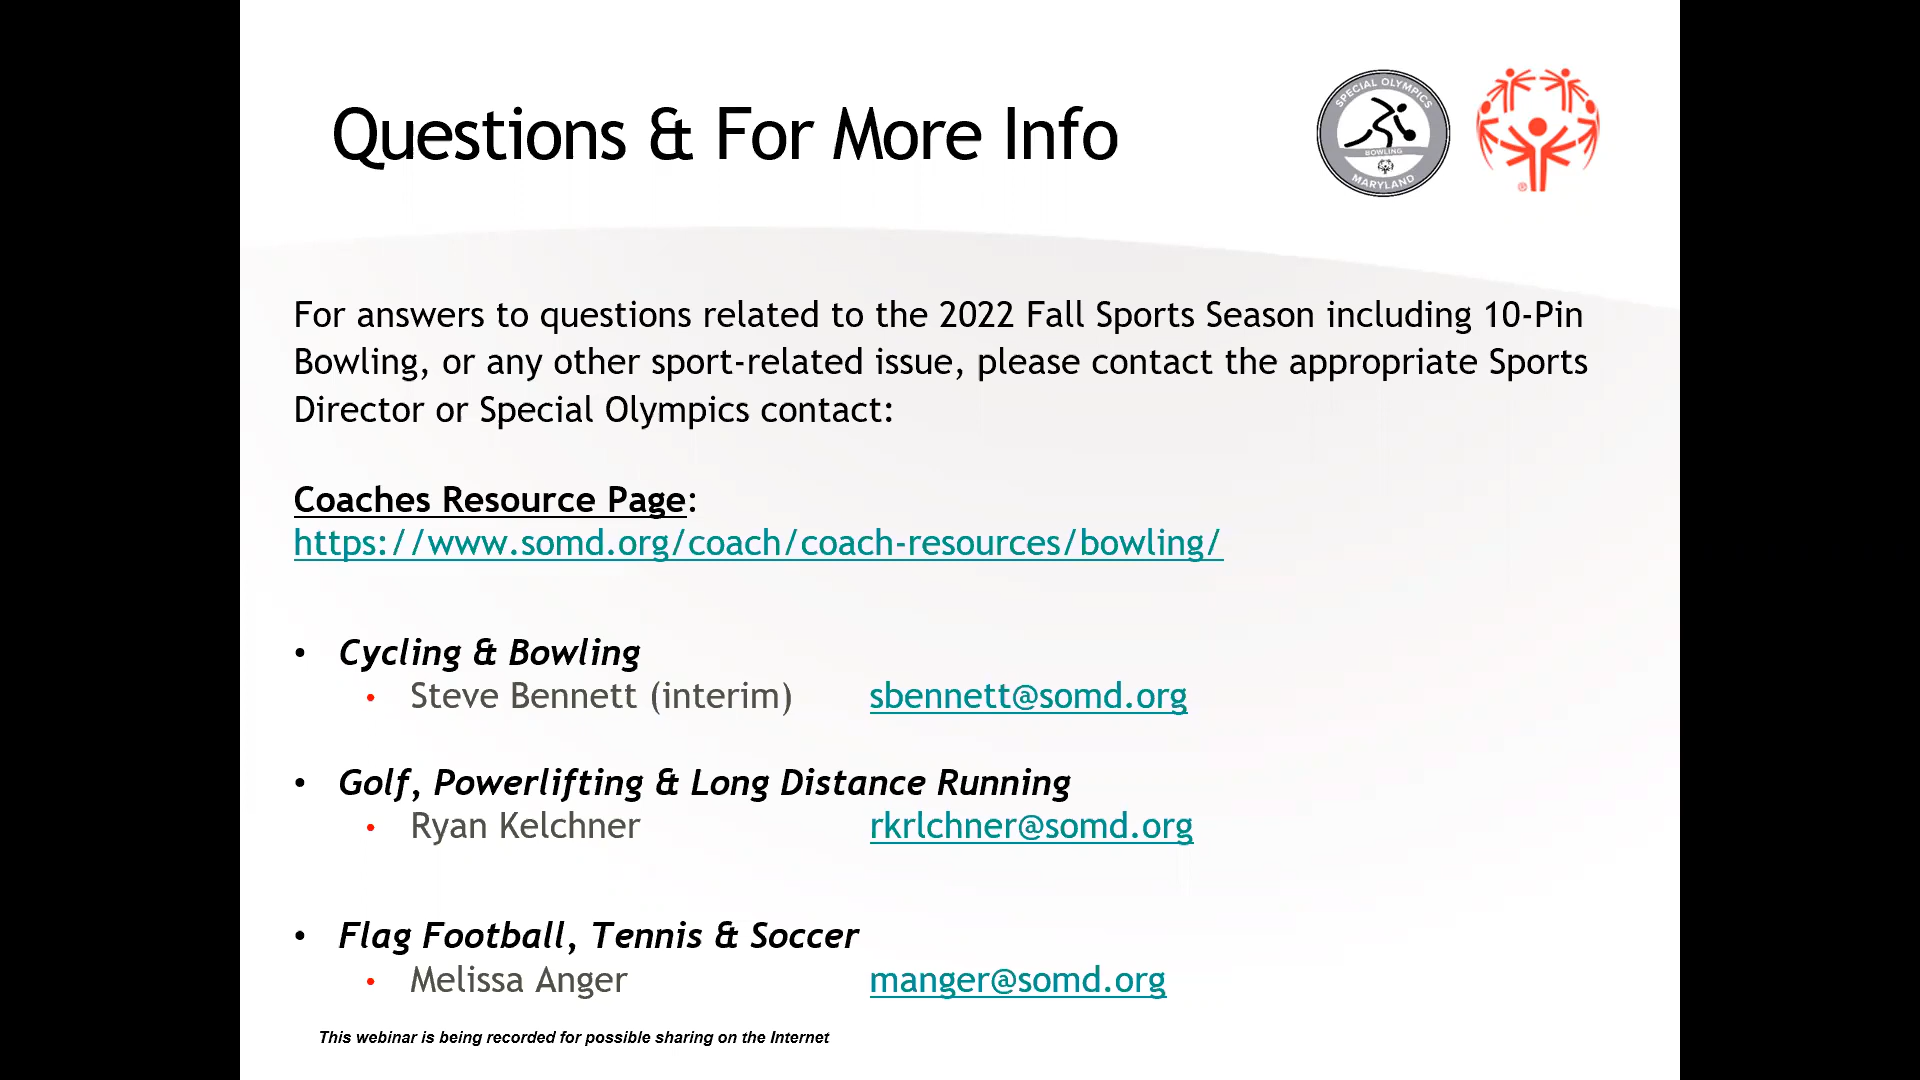 Questions & For More Info
SPECIAL OLYMPICS
BOWLING
MARYLAND
®
For answers to questions related to the 2022 Fall Sports Season including 10-Pin
Bowling, or any other sport-related issue, please contact the appropriate Sports
Director or Special Olympics contact:
Coaches Resource Page:
https://www.somd.org/coach/coach-resources/bowling/
• Cycling & Bowling
• Steve Bennett (interim) sbennett@somd.org
• Golf, Powerlifting & Long Distance Running
• Ryan Kelchner rkrlchner@somd.org
• Flag Football, Tennis & Soccer
• Melissa Anger manger@somd.org
This webinar is being recorded for possible sharing on the Internet